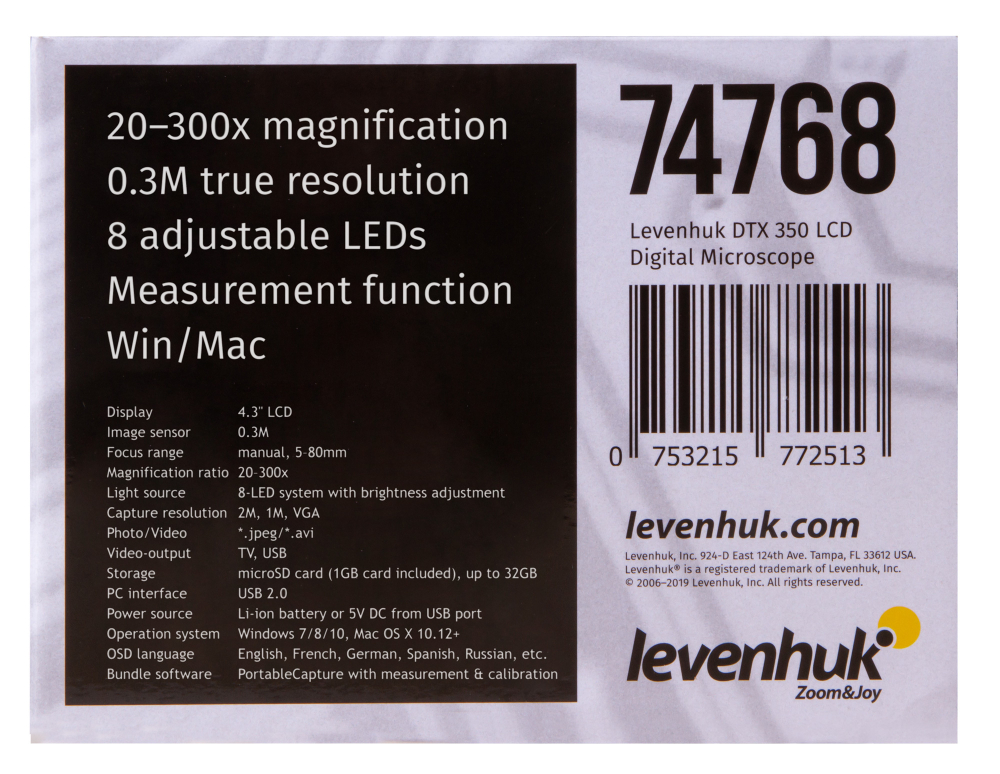 20–300x magnification
0.3M true resolution
8 adjustable LEDs
Measurement function
Win/Mac
Display 4.3" LCD
Image sensor 0.3M
Focus range manual, 5-80mm
Magnification ratio 20-300x
Light source 8-LED system with brightness adjustment
Capture resolution 2M, 1M, VGA
Photo/Video *.jpeg/*.avi
Video-output TV, USB
Storage microSD card (1GB card included), up to 32GB
PC interface USB 2.0
Power source Li-ion battery or 5V DC from USB port
Operation system Windows 7/8/10, Mac OS X 10.12+
OSD language English, French, German, Spanish, Russian, etc.
Bundle software PortableCapture with measurement & calibration
74768
Levenhuk DTX 350 LCD
Digital Microscope
0 753215 772513
levenhuk.com
Levenhuk, Inc. 924-D East 124th Ave. Tampa, FL 33612 USA.
Levenhuk® is a registered trademark of Levenhuk, Inc.
© 2006–2019 Levenhuk, Inc. All rights reserved.
levenhuk
Zoom&Joy